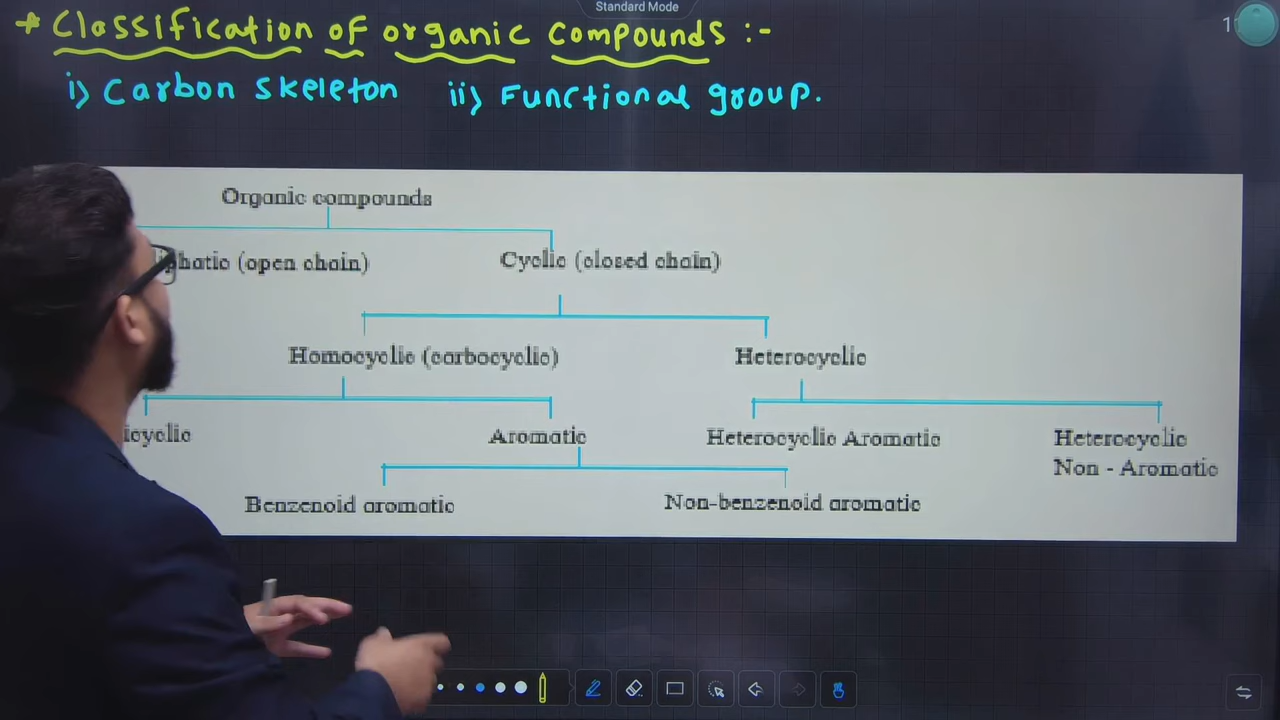 Standard Mode
* Classification of organic compounds :-
i) Carbon skeleton ii) Functional group.
Organic compounds
iphatic (open chain) Cyclic (closed chain)
Homocyclic (carbocyclic) Heterocyclic
icyclic Aromatic Heterocyclic Aromatic Heterocyclic
Non - Aromatic
Benzenoid aromatic Non-benzenoid aromatic